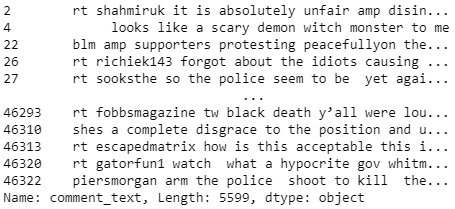 2 rt shahmiruk it is absolutely unfair amp disin...
4 looks like a scary demon witch monster to me
22 blm amp supporters protesting peacefullyon the...
26 rt richiek143 forgot about the idiots causing ...
27 rt sooksthe so the police seem to be yet agai...
...
46293 rt fobbsmagazine tw black death y’all were lou...
46310 shes a complete disgrace to the position and u...
46313 rt escapedmatrix how is this acceptable this i...
46320 rt gatorfun1 watch what a hypocrite gov whitm...
46322 piersmorgan arm the police shoot to kill the...
Name: comment_text, Length: 5599, dtype: object